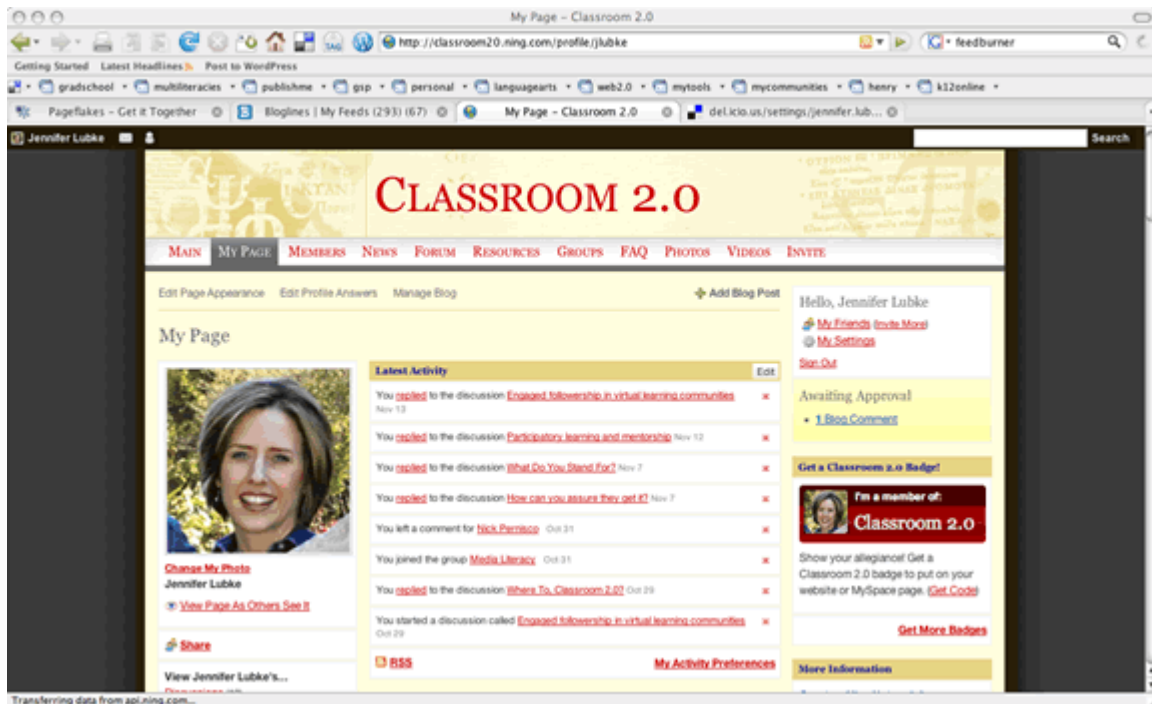 My Page – Classroom 2.0
http://classroom20.ning.com/profile/jlubke
feedburner
Getting Started Latest Headlines Post to WordPress
gradschool multiliteracies publishme gsp personal languagearts web2.0 mytools mycommunities henry k12online
Pageflakes – Get it Together Bloglines | My Feeds (293) (67) My Page – Classroom 2.0 del.icio.us/settings/jennifer.lub...
Jennifer Lubke Search
CLASSROOM 2.0
MAIN MY PAGE MEMBERS NEWS FORUM RESOURCES GROUPS FAQ PHOTOS VIDEOS INVITE
Edit Page Appearance Edit Profile Answers Manage Blog Add Blog Post
My Page
Change My Photo
Jennifer Lubke
View Page As Others See It
Share
View Jennifer Lubke's...
Latest Activity Edit
You replied to the discussion Engaged followership in virtual learning communities
Nov 13
You replied to the discussion Participatory learning and mentorship Nov 12
You replied to the discussion What Do You Stand For? Nov 7
You replied to the discussion How can you assure they get it? Nov 7
You left a comment for Nick Pernisco Oct 31
You joined the group Media Literacy Oct 31
You replied to the discussion Where To, Classroom 2.0? Oct 29
You started a discussion called Engaged followership in virtual learning communities
Oct 29
RSS My Activity Preferences
Hello, Jennifer Lubke
My Friends (Invite More)
My Settings
Sign Out
Awaiting Approval
1 Blog Comment
Get a Classroom 2.0 Badge!
I'm a member of:
Classroom 2.0
Show your allegiance! Get a
Classroom 2.0 badge to put on your
website or MySpace page. (Get Code)
Get More Badges
More Information
Transferring data from api.ning.com...